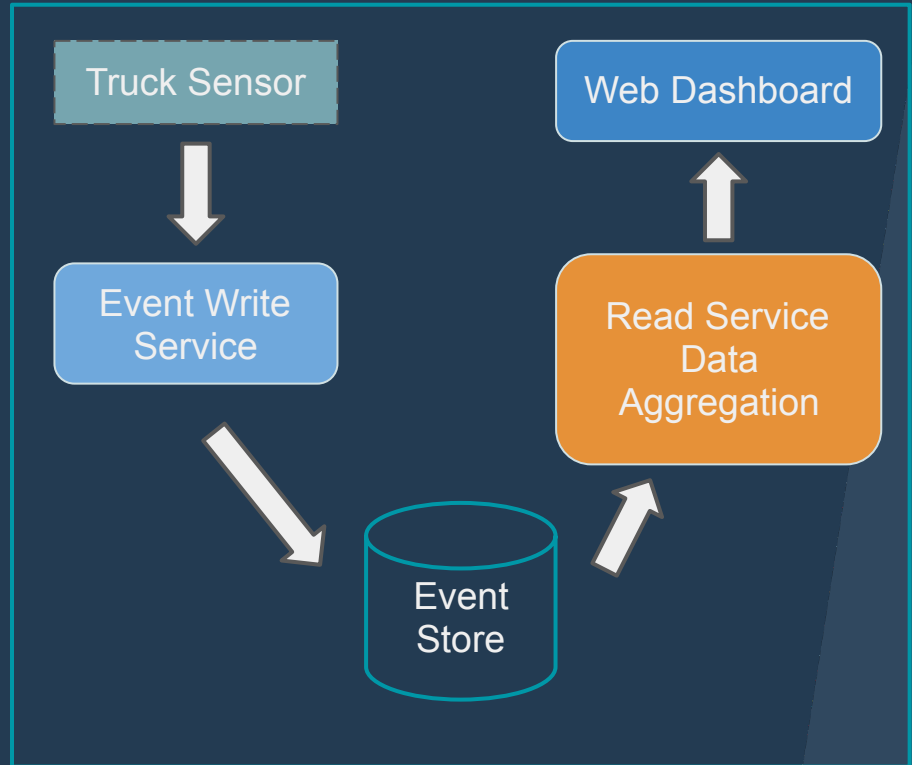 Truck Sensor
Web Dashboard
Event Write
Service
Read Service
Data
Aggregation
Event
Store